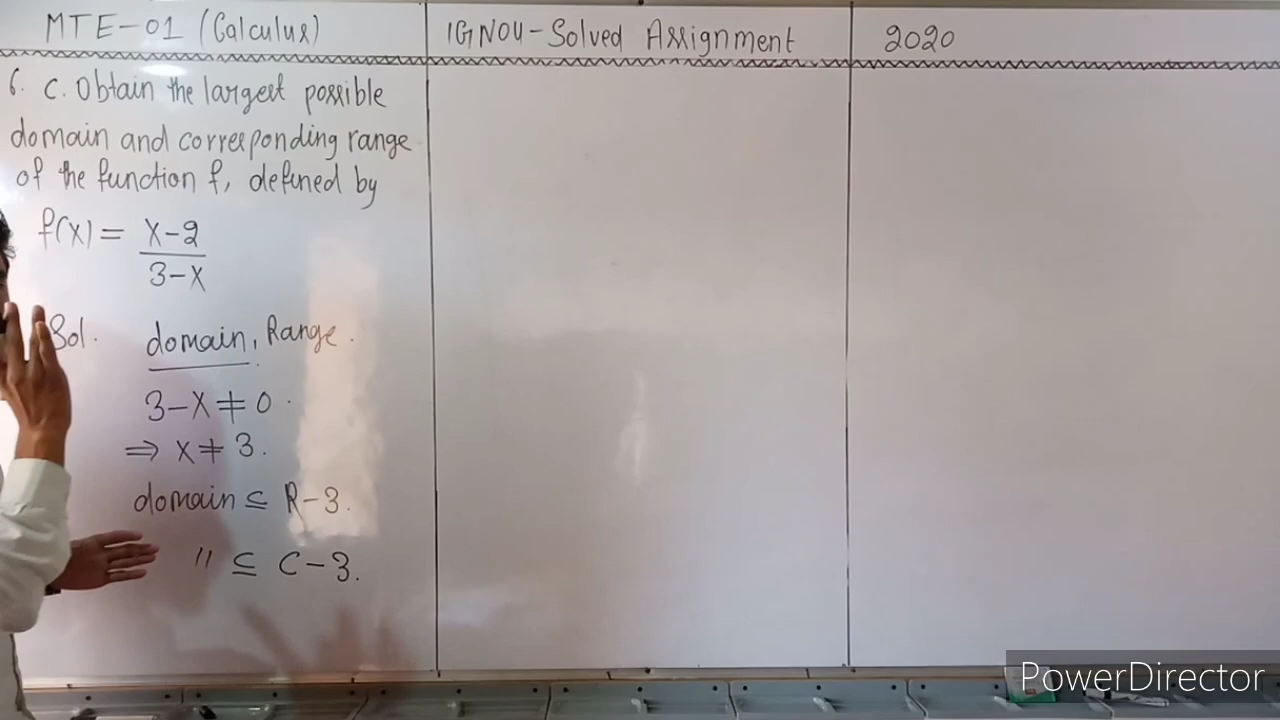 MTE-01 (Calculus)
IGNOU-Solved Assignment
2020
6. C. Obtain the largest possible
domain and corresponding range
of the function f, defined by
f(x) = x-2
3-x
Sol. domain, Range.
3-x ≠ 0.
⇒ x ≠ 3.
domain ⊆ R-3.
" ⊆ C-3.
PowerDirector